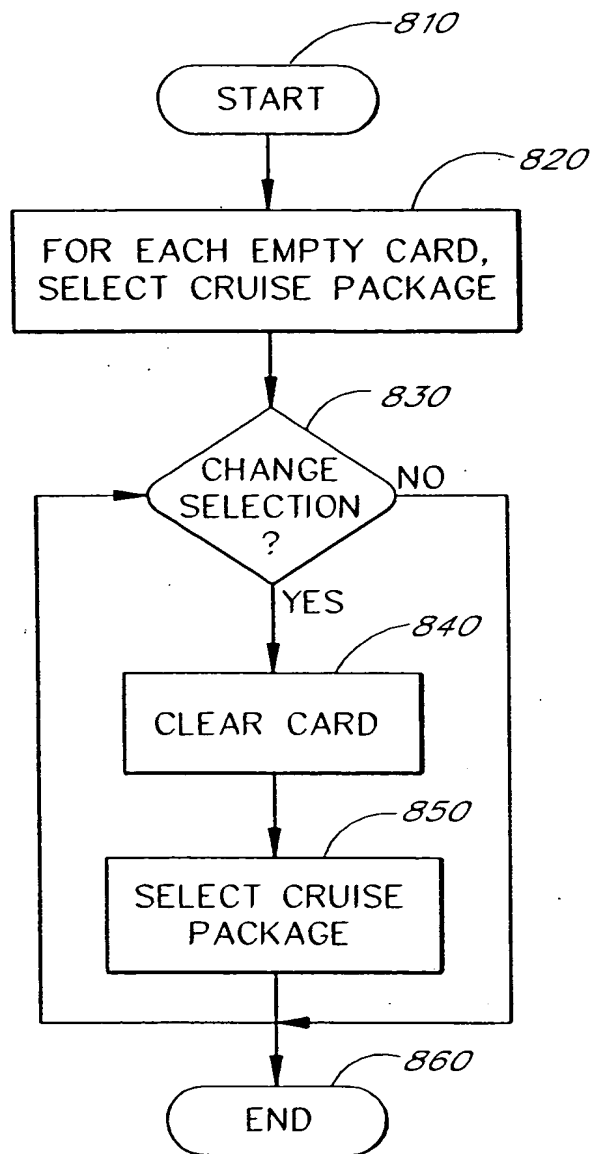 810
START
820
FOR EACH EMPTY CARD,
SELECT CRUISE PACKAGE
830
CHANGE
SELECTION
?
NO
YES
840
CLEAR CARD
850
SELECT CRUISE
PACKAGE
860
END